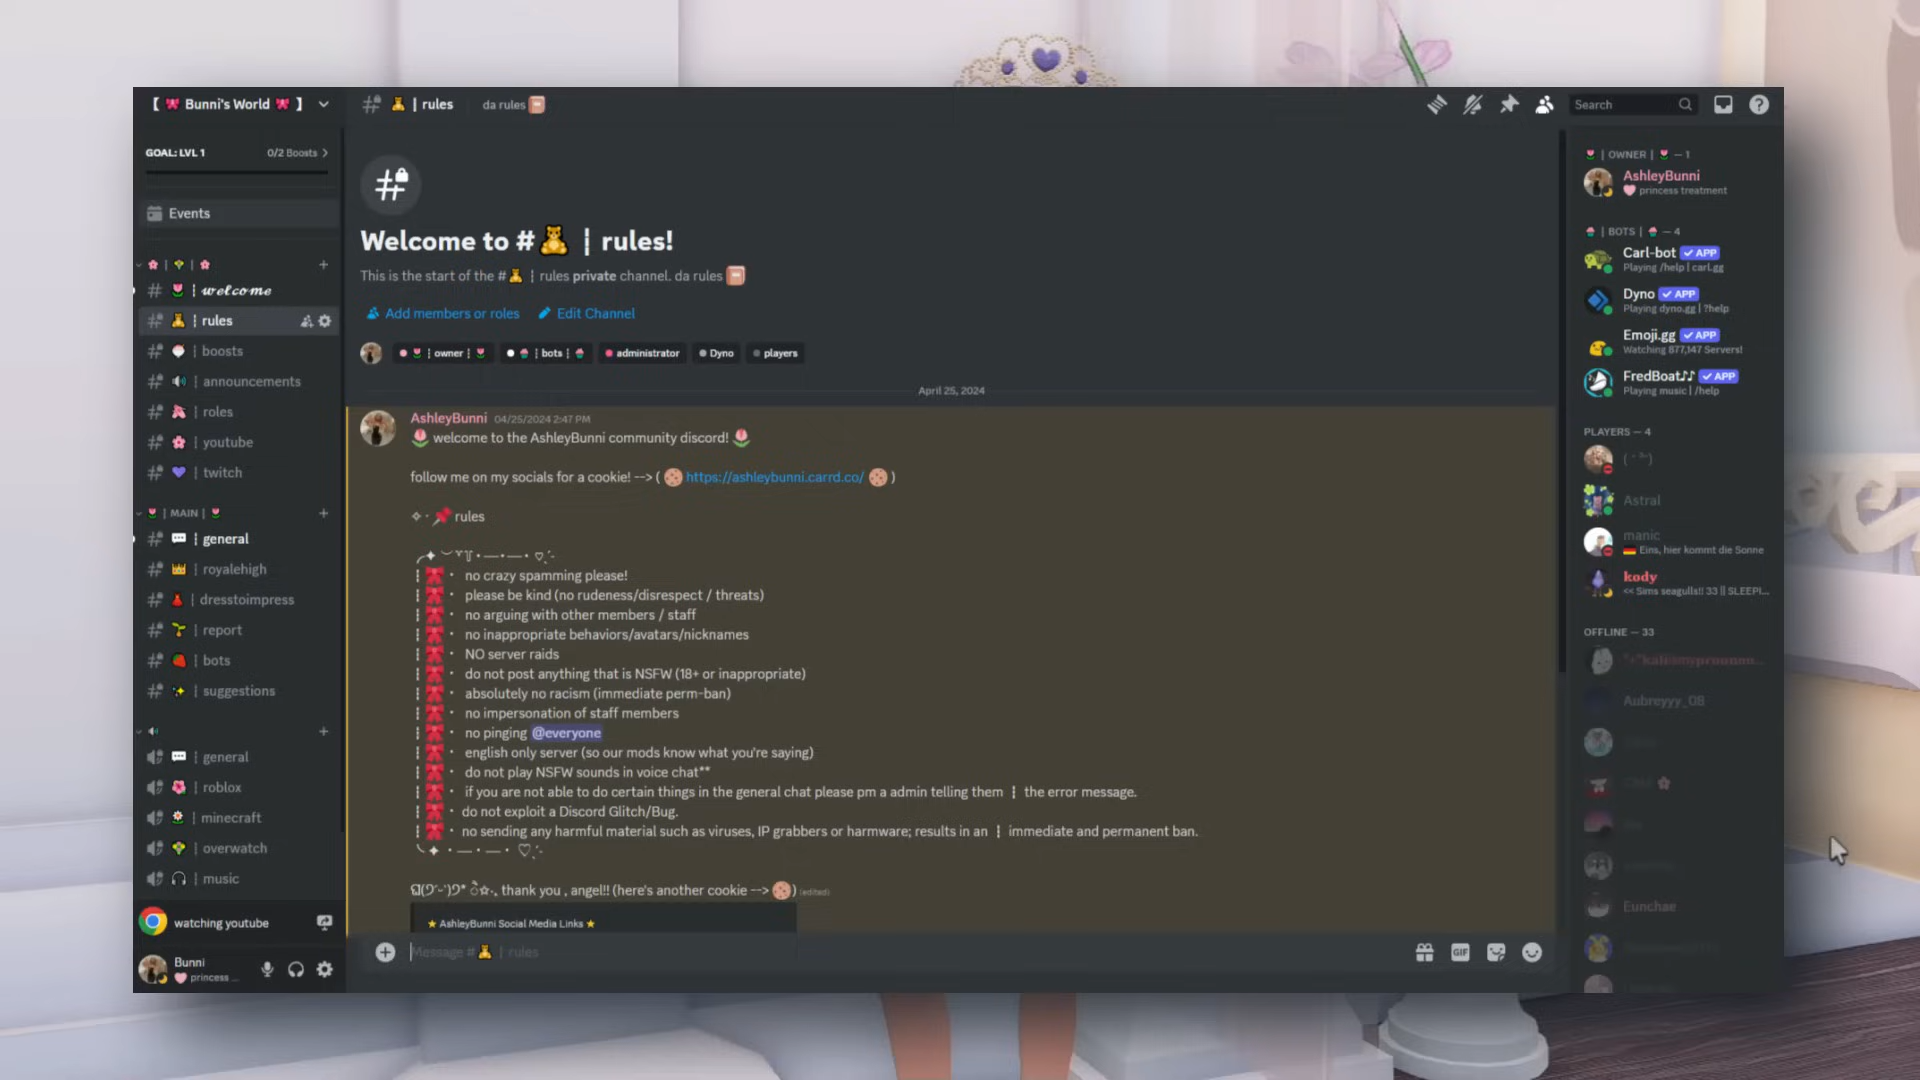 【 🎀 Bunni's World 🎀 】
GOAL: LVL 1
0/2 Boosts
Events
🌸 | 💐 | 🌸
🌷 ┆ 𝔀𝓮𝓵𝓬𝓸𝓶𝓮
🧸 ┆ rules
┆ boosts
🔊 ┆ announcements
┆ roles
🌸 ┆ youtube
💜 ┆ twitch
🌷 | MAIN | 🌷
💬 ┆ general
👑 ┆ royalehigh
┆ dresstoimpress
🌱 ┆ report
🍓 ┆ bots
✨ ┆ suggestions
🔊
💬 ┆ general
🌺 ┆ roblox
┆ minecraft
💐 ┆ overwatch
🎧 ┆ music
watching youtube
Bunni
🩷 princess ...
🧸 ┆ rules
da rules 📔
Search
Welcome to #🧸 ┆ rules!
This is the start of the #🧸 ┆ rules private channel. da rules 📔
Add members or roles
Edit Channel
🌷 ┆ owner ┆ 🌷
🧁 ┆ bots ┆ 🧁
administrator
Dyno
players
April 25, 2024
AshleyBunni 04/25/2024 2:47 PM
🌷 welcome to the AshleyBunni community discord! 🌷
follow me on my socials for a cookie! --> ( 🍪 https://ashleybunni.carrd.co/ 🍪 )
✧・📌 rules
┆🎀・ no crazy spamming please!
┆🎀・ please be kind (no rudeness/disrespect / threats)
┆🎀・ no arguing with other members / staff
┆🎀・ no inappropriate behaviors/avatars/nicknames
┆🎀・ NO server raids
┆🎀・ do not post anything that is NSFW (18+ or inappropriate)
┆🎀・ absolutely no racism (immediate perm-ban)
┆🎀・ no impersonation of staff members
┆🎀・ no pinging @everyone
┆🎀・ english only server (so our mods know what you're saying)
┆🎀・ do not play NSFW sounds in voice chat**
┆🎀・ if you are not able to do certain things in the general chat please pm a admin telling them ┆ the error message.
┆🎀・ do not exploit a Discord Glitch/Bug.
┆🎀・ no sending any harmful material such as viruses, IP grabbers or harmware; results in an ┆ immediate and permanent ban.
thank you , angel!! (here's another cookie --> 🍪) (edited)
⭐ AshleyBunni Social Media Links ⭐
Message #🧸 ┆ rules
GIF
🌷 | OWNER | 🌷 — 1
AshleyBunni
🩷 princess treatment
🧁 | BOTS | 🧁 — 4
Carl-bot ✓ APP
Playing /help | carl.gg
Dyno ✓ APP
Playing dyno.gg | ?help
Emoji.gg ✓ APP
Watching 877,147 Servers!
FredBoat♪♪ ✓ APP
Playing music | /help
PLAYERS — 4
Astral
manic
🇩🇪 Eins, hier kommt die Sonne
kody
<< Sims seagulls!! 33 || SLEEPI...
OFFLINE — 33
Aubreyyy_08
Eunchae